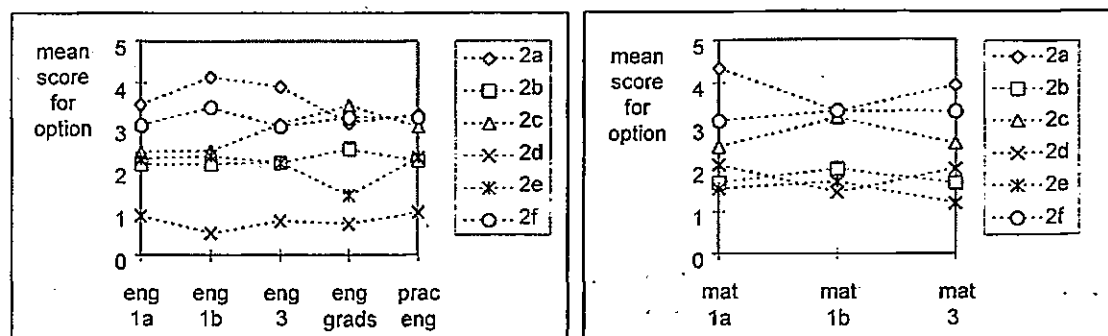 mean
score
for
option
5
4
3
2
1
0
eng
1a
eng
1b
eng
3
eng
grads
prac
eng
2a
2b
2c
2d
2e
2f
mean
score
for
option
5
4
3
2
1
0
mat
1a
mat
1b
mat
3
2a
2b
2c
2d
2e
2f